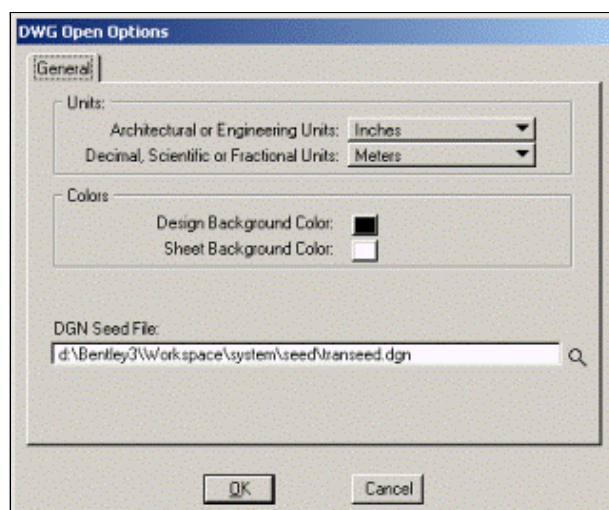 DWG Open Options
General
Units:
Architectural or Engineering Units: Inches
Decimal, Scientific or Fractional Units: Meters
Colors
Design Background Color:
Sheet Background Color:
DGN Seed File:
d:\Bentley3\Workspace\system\seed\transeed.dgn
OK Cancel